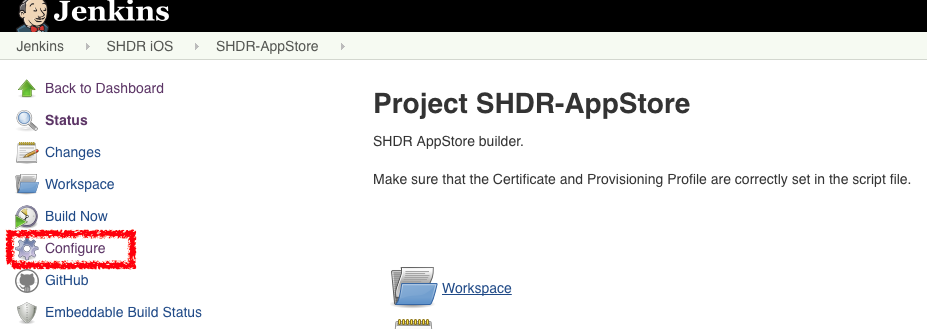 Jenkins
Jenkins SHDR iOS SHDR-AppStore
Back to Dashboard
Status
Changes
Workspace
Build Now
Configure
GitHub
Embeddable Build Status
Project SHDR-AppStore
SHDR AppStore builder.
Make sure that the Certificate and Provisioning Profile are correctly set in the script file.
Workspace